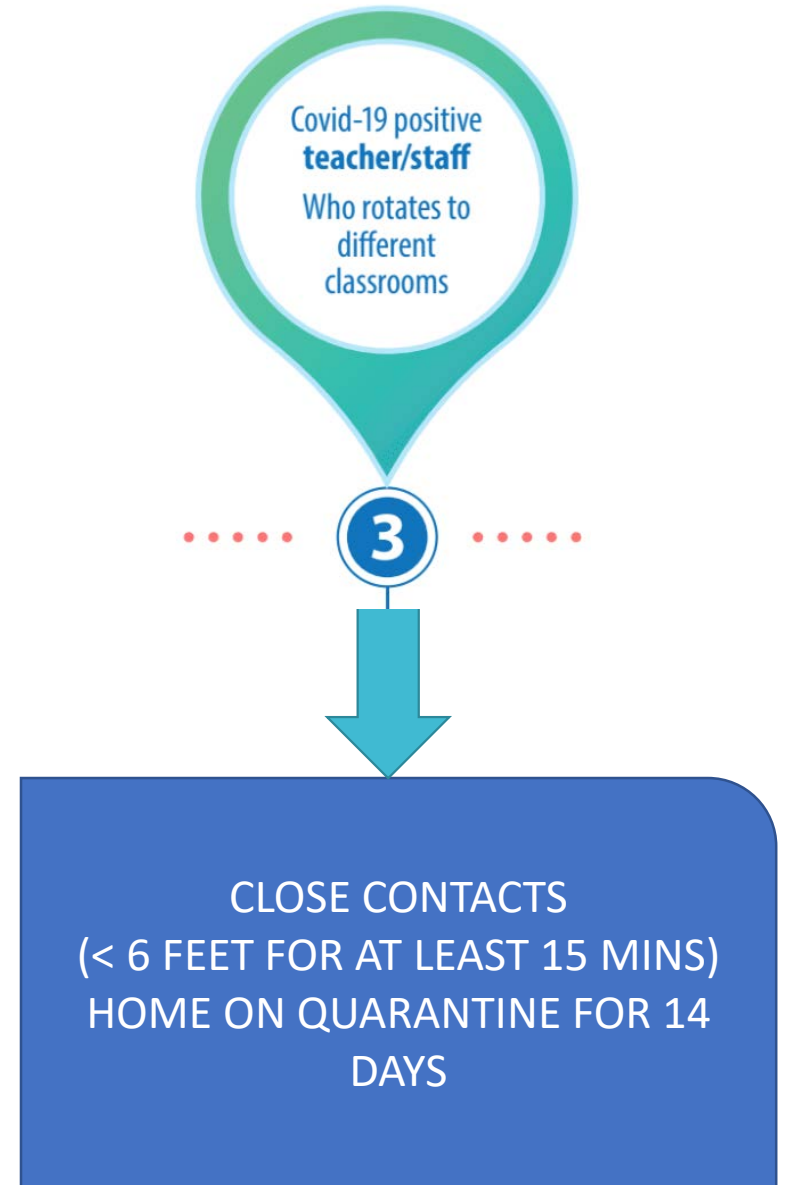 Covid-19 positive
teacher/staff
Who rotates to
different
classrooms
3
CLOSE CONTACTS
(< 6 FEET FOR AT LEAST 15 MINS)
HOME ON QUARANTINE FOR 14
DAYS